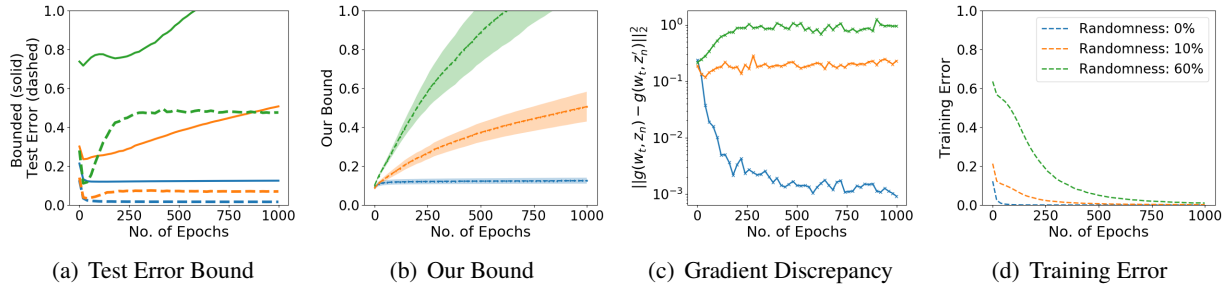 Bounded (solid)
Test Error (dashed)
1.0
0.8
0.6
0.4
0.2
0.0
0 250 500 750 1000
No. of Epochs
(a) Test Error Bound
Our Bound
1.0
0.8
0.6
0.4
0.2
0.0
0 250 500 750 1000
No. of Epochs
(b) Our Bound
||g(w_t, z_n) − g(w_t, z′_n)||²₂
10⁰
10⁻¹
10⁻²
10⁻³
0 250 500 750 1000
No. of Epochs
(c) Gradient Discrepancy
Training Error
1.0
0.8
0.6
0.4
0.2
0.0
Randomness: 0%
Randomness: 10%
Randomness: 60%
0 250 500 750 1000
No. of Epochs
(d) Training Error